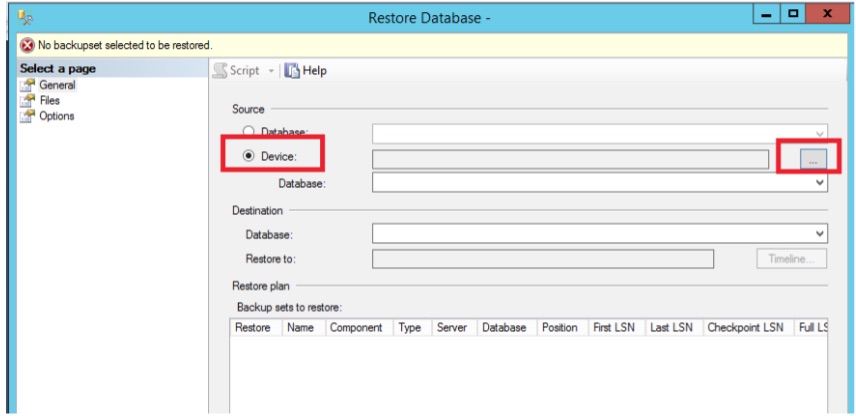 Restore Database -
No backupset selected to be restored.
Select a page
General
Files
Options
Script
Help
Source
Database:
Device:
...
Database:
Destination
Database:
Restore to:
Timeline...
Restore plan
Backup sets to restore:
Restore Name Component Type Server Database Position First LSN Last LSN Checkpoint LSN Full LS